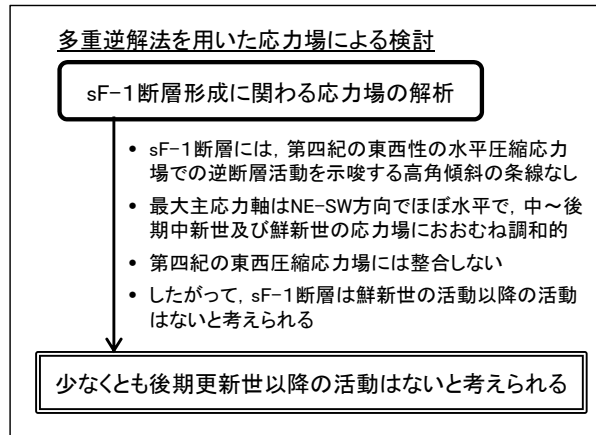 多重逆解法を用いた応力場による検討
sF-1断層形成に関わる応力場の解析
• sF-1断層には，第四紀の東西性の水平圧縮応力
場での逆断層活動を示唆する高角傾斜の条線なし
• 最大主応力軸はNE-SW方向でほぼ水平で，中～後
期中新世及び鮮新世の応力場におおむね調和的
• 第四紀の東西圧縮応力場には整合しない
• したがって，sF-1断層は鮮新世の活動以降の活動
はないと考えられる
少なくとも後期更新世以降の活動はないと考えられる